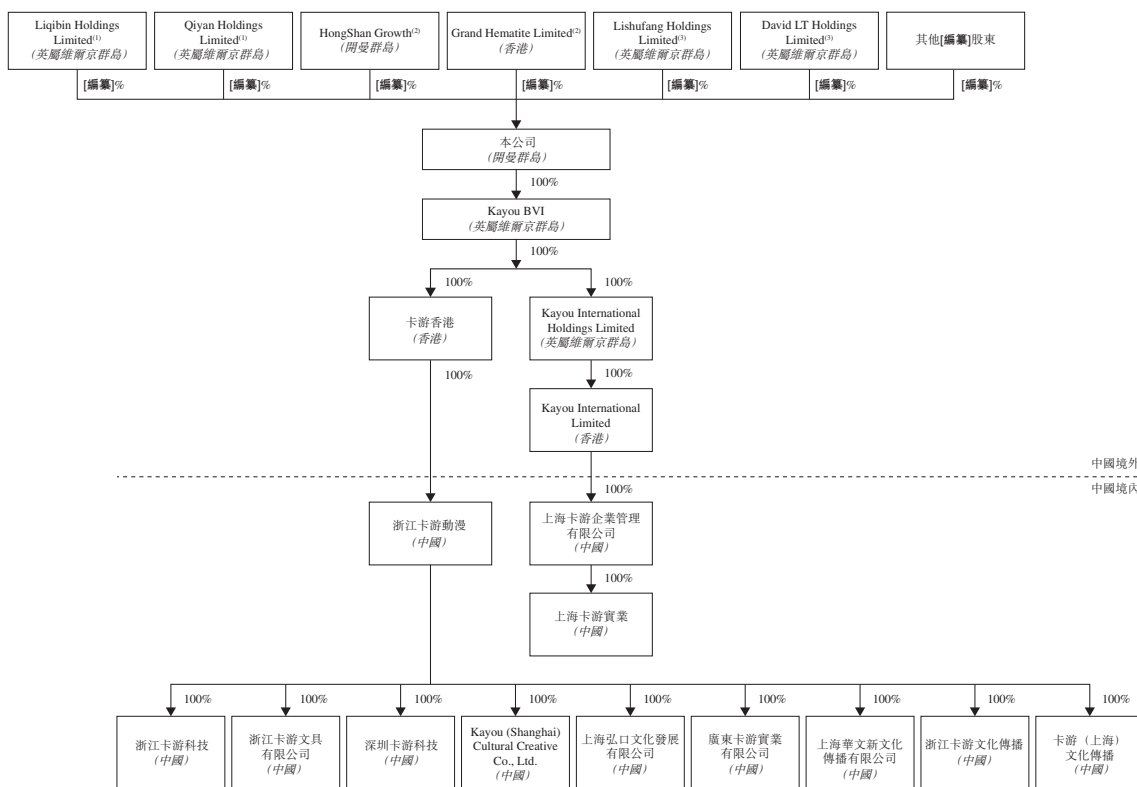 Liqibin Holdings
Limited(1)
(英屬維爾京群島)
Qiyan Holdings
Limited(1)
(英屬維爾京群島)
HongShan Growth(2)
(開曼群島)
Grand Hematite Limited(2)
(香港)
Lishufang Holdings
Limited(3)
(英屬維爾京群島)
David LT Holdings
Limited(3)
(英屬維爾京群島)
其他[編纂]股東
[編纂]%
[編纂]%
[編纂]%
[編纂]%
[編纂]%
[編纂]%
[編纂]%
本公司
(開曼群島)
100%
Kayou BVI
(英屬維爾京群島)
100%
100%
100%
卡游香港
(香港)
Kayou International
Holdings Limited
(英屬維爾京群島)
100%
100%
Kayou International
Limited
(香港)
中國境外
中國境內
100%
浙江卡游動漫
(中國)
上海卡游企業管理
有限公司
(中國)
100%
上海卡游實業
(中國)
100%
100%
100%
100%
100%
100%
100%
100%
100%
浙江卡游科技
(中國)
浙江卡游文具
有限公司
(中國)
深圳卡游科技
(中國)
Kayou (Shanghai)
Cultural Creative
Co., Ltd.
(中國)
上海弘口文化發展
有限公司
(中國)
廣東卡游實業
有限公司
(中國)
上海華文新文化
傳播有限公司
(中國)
浙江卡游文化傳播
(中國)
卡游（上海）
文化傳播
(中國)